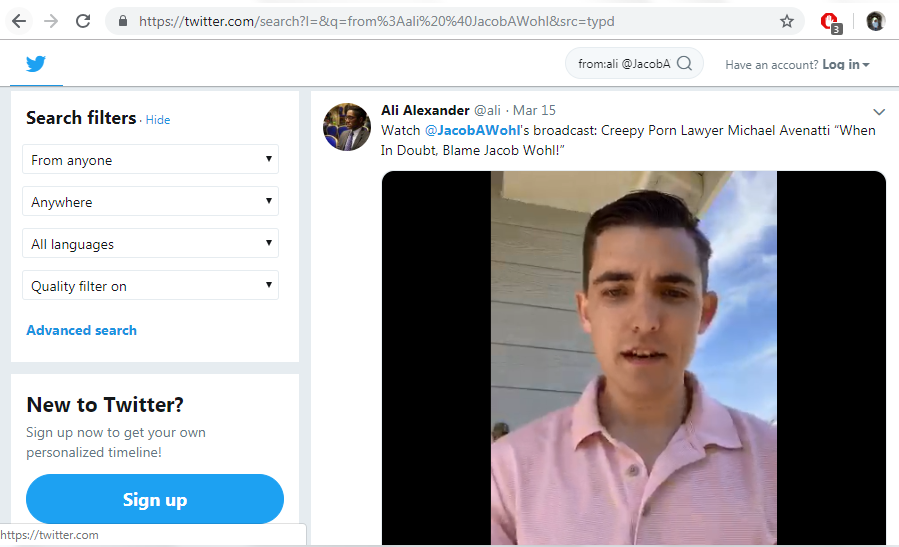 https://twitter.com/search?l=&q=from%3Aali%20%40JacobAWohl&src=typd
3
from:ali @JacobA
Have an account? Log in
Search filters · Hide
From anyone
Anywhere
All languages
Quality filter on
Advanced search
New to Twitter?
Sign up now to get your own
personalized timeline!
Sign up
https://twitter.com
Ali Alexander @ali · Mar 15
Watch @JacobAWohl's broadcast: Creepy Porn Lawyer Michael Avenatti “When
In Doubt, Blame Jacob Wohl!”